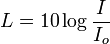 L = 10 log I/I_o